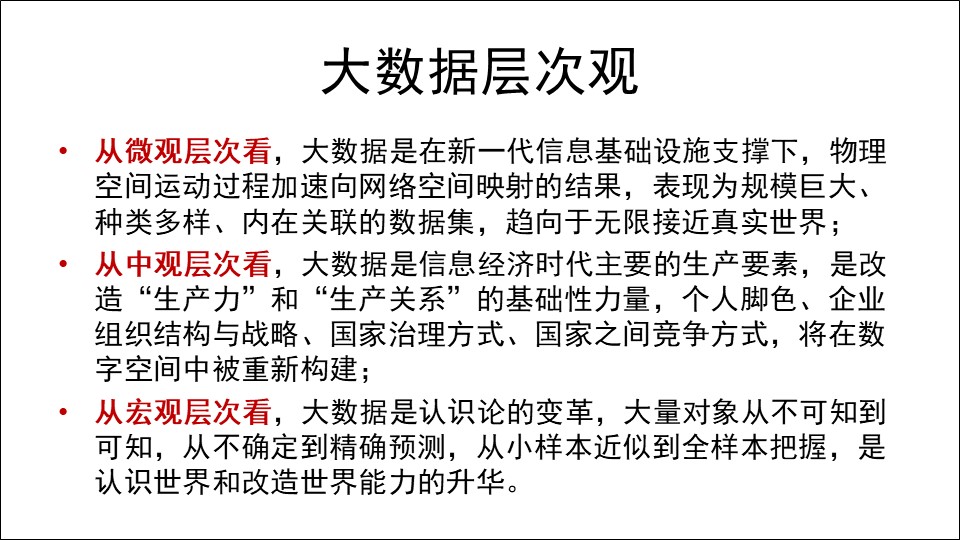 大数据层次观
• 从微观层次看，大数据是在新一代信息基础设施支撑下，物理
空间运动过程加速向网络空间映射的结果，表现为规模巨大、
种类多样、内在关联的数据集，趋向于无限接近真实世界；
• 从中观层次看，大数据是信息经济时代主要的生产要素，是改
造“生产力”和“生产关系”的基础性力量，个人脚色、企业
组织结构与战略、国家治理方式、国家之间竞争方式，将在数
字空间中被重新构建；
• 从宏观层次看，大数据是认识论的变革，大量对象从不可知到
可知，从不确定到精确预测，从小样本近似到全样本把握，是
认识世界和改造世界能力的升华。